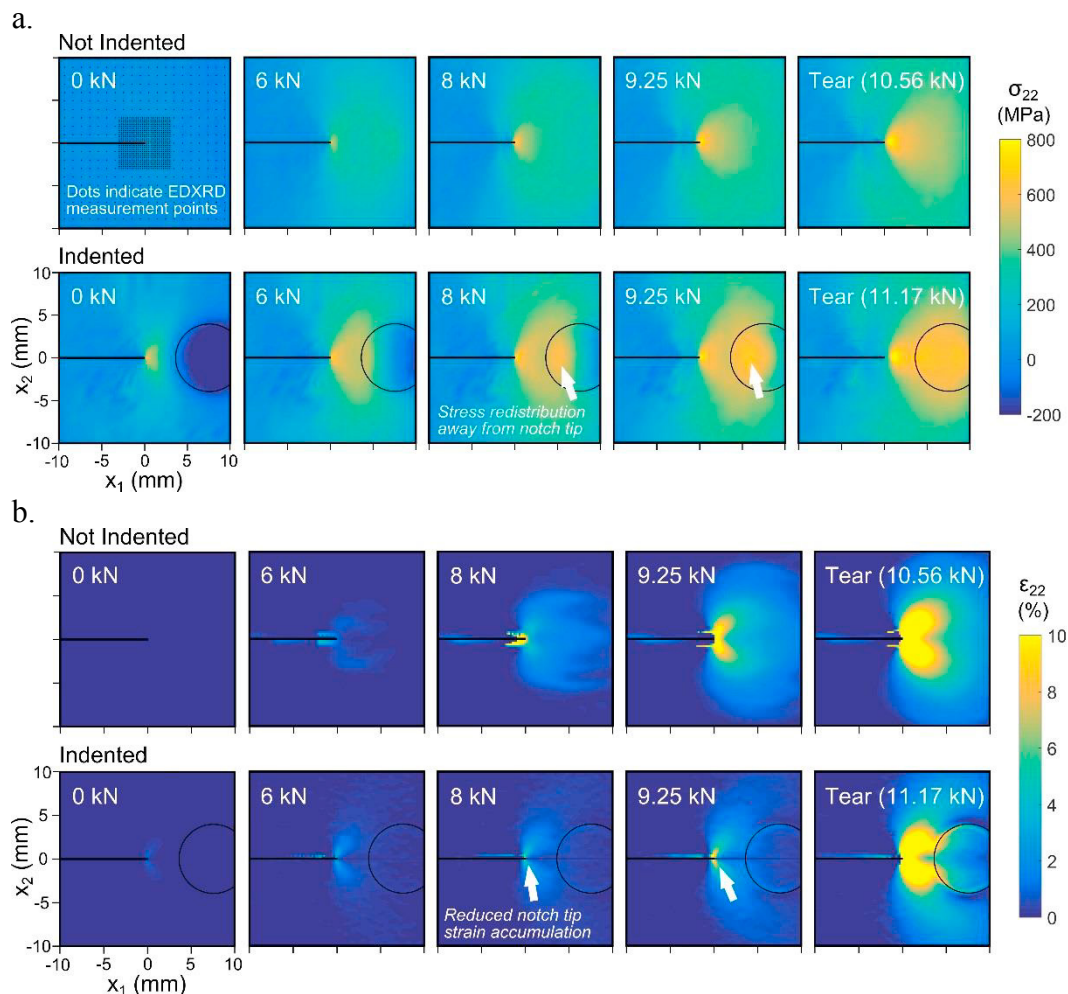 a.
Not Indented
0 kN
6 kN
8 kN
9.25 kN
Tear (10.56 kN)
σ22
(MPa)
Dots indicate EDXRD
measurement points
800
600
400
200
0
-200
Indented
10
5
0
-5
-10
x2 (mm)
0 kN
6 kN
8 kN
9.25 kN
Tear (11.17 kN)
Stress redistribution
away from notch tip
-10 -5 0 5 10
x1 (mm)
b.
Not Indented
0 kN
6 kN
8 kN
9.25 kN
Tear (10.56 kN)
ε22
(%)
10
8
6
4
2
0
Indented
10
5
0
-5
-10
x2 (mm)
0 kN
6 kN
8 kN
9.25 kN
Tear (11.17 kN)
Reduced notch tip
strain accumulation
-10 -5 0 5 10
x1 (mm)